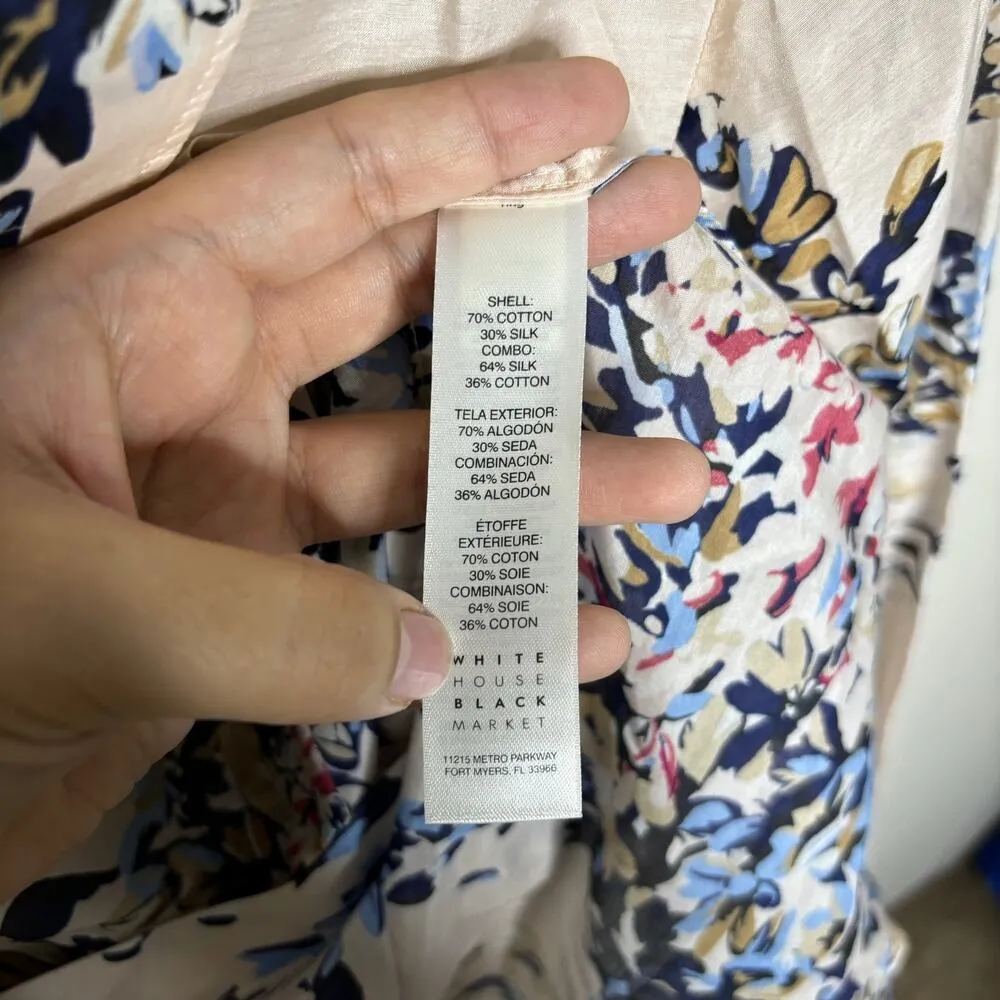 SHELL:
70% COTTON
30% SILK
COMBO:
64% SILK
36% COTTON
TELA EXTERIOR:
70% ALGODÓN
30% SEDA
COMBINACIÓN:
64% SEDA
36% ALGODÓN
ÉTOFFE
EXTÉRIEURE:
70% COTON
30% SOIE
COMBINAISON:
64% SOIE
36% COTON
WHITE
HOUSE
BLACK
MARKET
11215 METRO PARKWAY
FORT MYERS, FL 33966